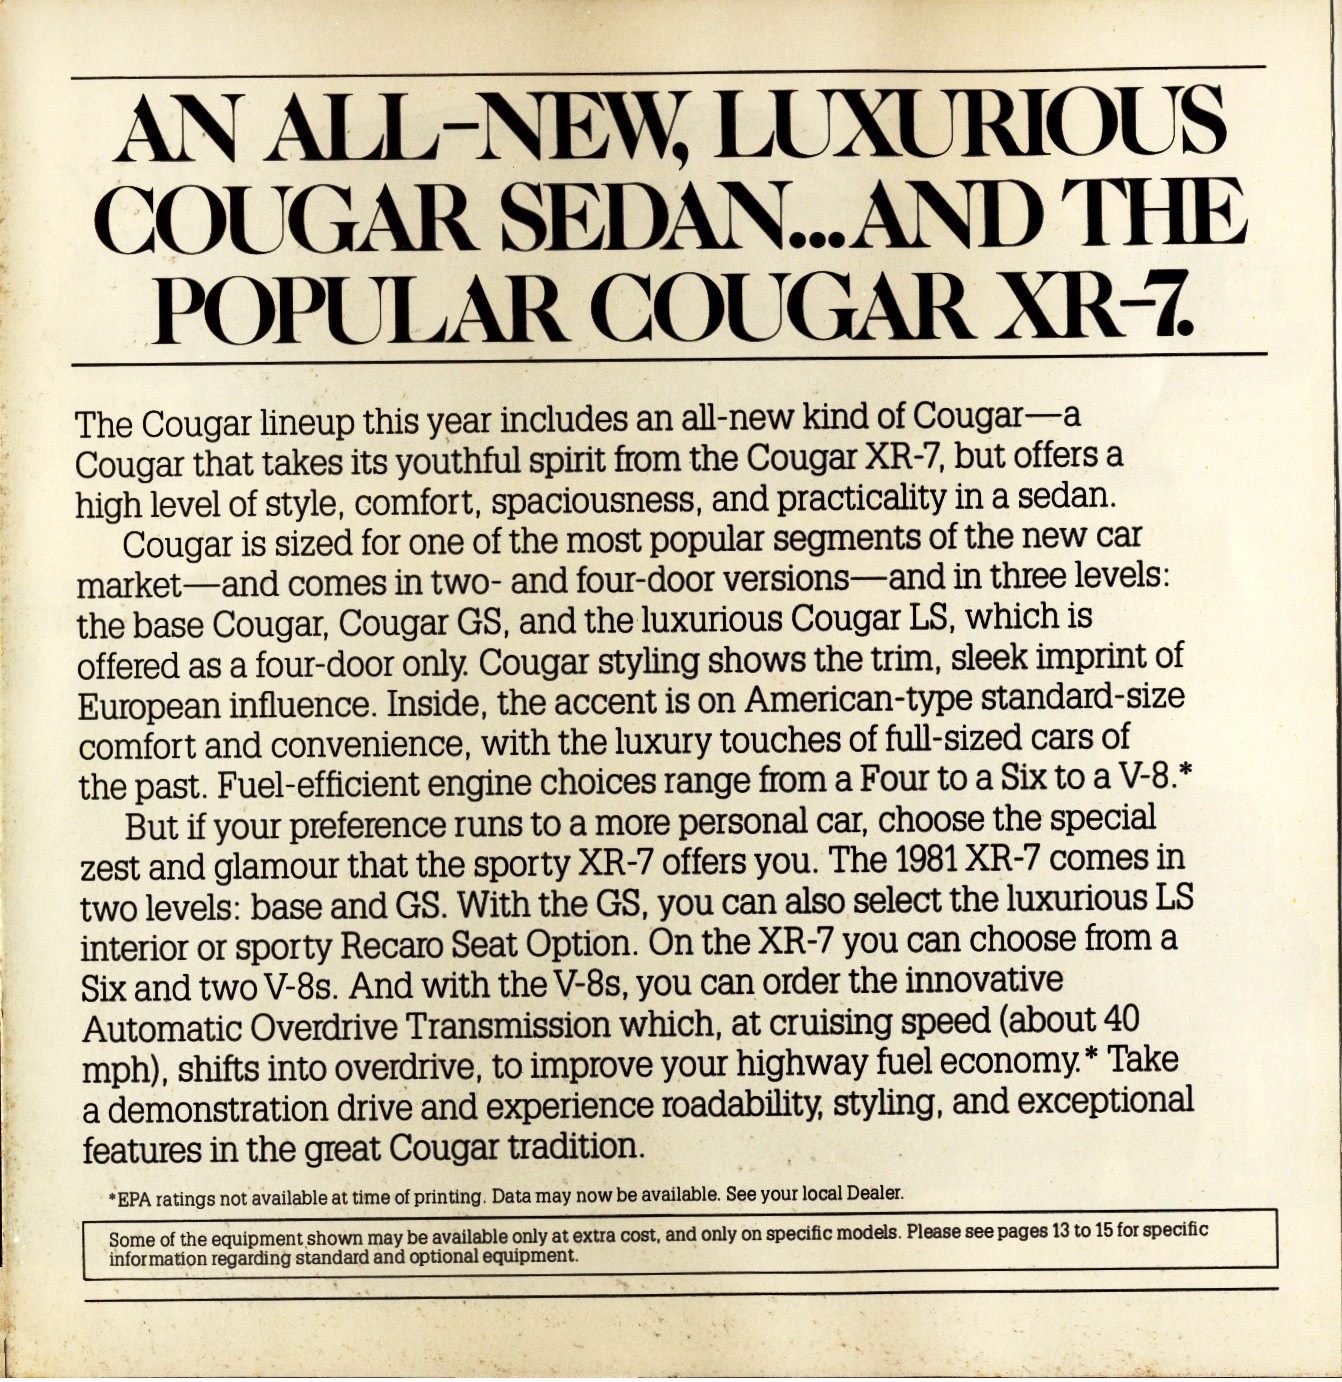 AN ALL-NEW, LUXURIOUS
COUGAR SEDAN...AND THE
POPULAR COUGAR XR-7.
The Cougar lineup this year includes an all-new kind of Cougar—a
Cougar that takes its youthful spirit from the Cougar XR-7, but offers a
high level of style, comfort, spaciousness, and practicality in a sedan.
Cougar is sized for one of the most popular segments of the new car
market—and comes in two- and four-door versions—and in three levels:
the base Cougar, Cougar GS, and the luxurious Cougar LS, which is
offered as a four-door only. Cougar styling shows the trim, sleek imprint of
European influence. Inside, the accent is on American-type standard-size
comfort and convenience, with the luxury touches of full-sized cars of
the past. Fuel-efficient engine choices range from a Four to a Six to a V-8.*
But if your preference runs to a more personal car, choose the special
zest and glamour that the sporty XR-7 offers you. The 1981 XR-7 comes in
two levels: base and GS. With the GS, you can also select the luxurious LS
interior or sporty Recaro Seat Option. On the XR-7 you can choose from a
Six and two V-8s. And with the V-8s, you can order the innovative
Automatic Overdrive Transmission which, at cruising speed (about 40
mph), shifts into overdrive, to improve your highway fuel economy.* Take
a demonstration drive and experience roadability, styling, and exceptional
features in the great Cougar tradition.
*EPA ratings not available at time of printing. Data may now be available. See your local Dealer.
Some of the equipment shown may be available only at extra cost, and only on specific models. Please see pages 13 to 15 for specific
information regarding standard and optional equipment.